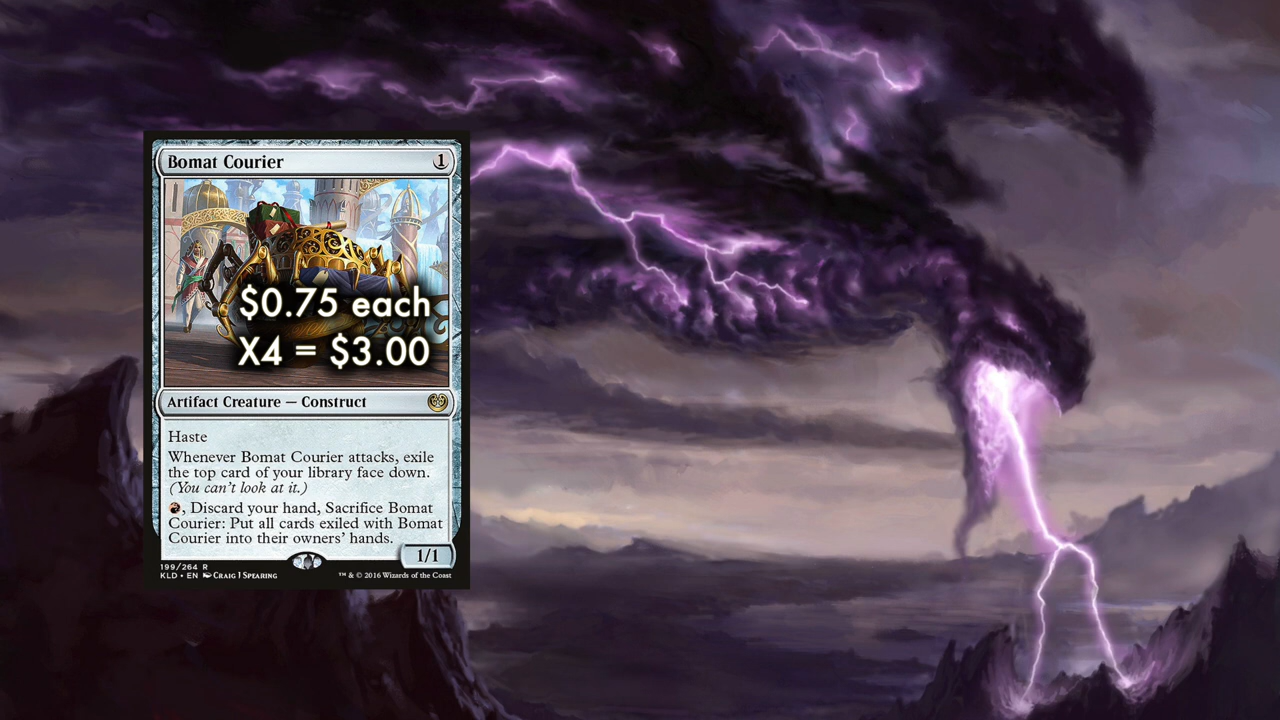 Bomat Courier 1
$0.75 each
X4 = $3.00
Artifact Creature — Construct
Haste
Whenever Bomat Courier attacks, exile
the top card of your library face down.
(You can't look at it.)
, Discard your hand, Sacrifice Bomat
Courier: Put all cards exiled with Bomat
Courier into their owners' hands.
1/1
199/264 R
KLD • EN Craig J Spearing ™ & © 2016 Wizards of the Coast